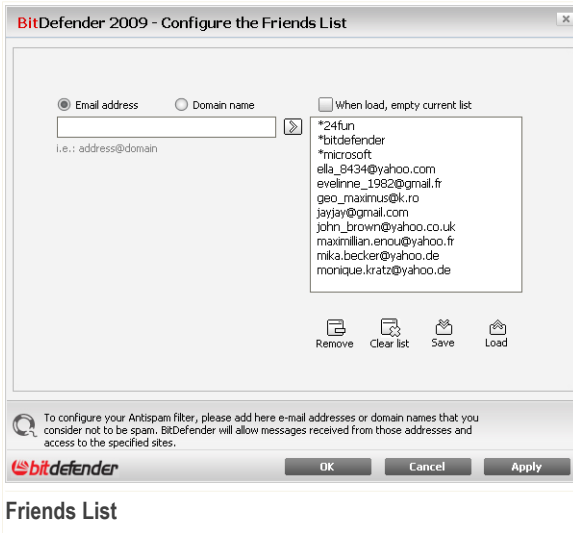 BitDefender 2009 - Configure the Friends List
x
Email address
Domain name
When load, empty current list
i.e.: address@domain
*24fun
*bitdefender
*microsoft
ella_8434@yahoo.com
evelinne_1982@gmail.fr
geo_maximus@k.ro
jayjay@gmail.com
john_brown@yahoo.co.uk
maximillian.enou@yahoo.fr
mika.becker@yahoo.de
monique.kratz@yahoo.de
Remove
Clear list
Save
Load
To configure your Antispam filter, please add here e-mail addresses or domain names that you
consider not to be spam. BitDefender will allow messages received from those addresses and
access to the specified sites.
bitdefender
OK
Cancel
Apply
Friends List